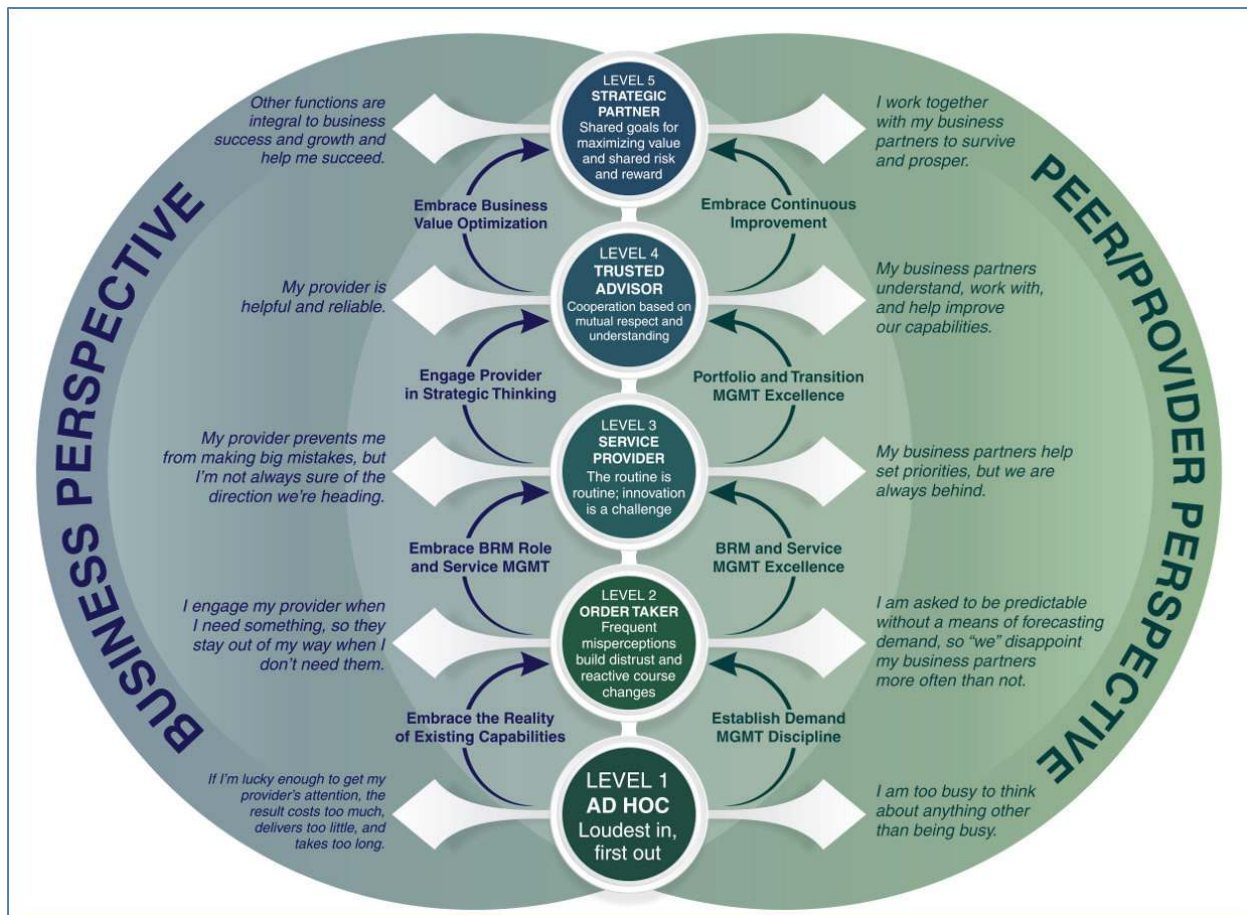 BUSINESS PERSPECTIVE
PEER/PROVIDER PERSPECTIVE
Other functions are
integral to business
success and growth and
help me succeed.
LEVEL 5
STRATEGIC
PARTNER
Shared goals for
maximizing value
and shared risk
and reward
I work together
with my business
partners to survive
and prosper.
Embrace Business
Value Optimization
Embrace Continuous
Improvement
My provider is
helpful and reliable.
LEVEL 4
TRUSTED
ADVISOR
Cooperation based on
mutual respect and
understanding
My business partners
understand, work with,
and help improve
our capabilities.
Engage Provider
in Strategic Thinking
Portfolio and Transition
MGMT Excellence
My provider prevents me
from making big mistakes, but
I'm not always sure of the
direction we're heading.
LEVEL 3
SERVICE
PROVIDER
The routine is
routine; innovation
is a challenge
My business partners help
set priorities, but we are
always behind.
Embrace BRM Role
and Service MGMT
BRM and Service
MGMT Excellence
I engage my provider when
I need something, so they
stay out of my way when I
don't need them.
LEVEL 2
ORDER TAKER
Frequent
misperceptions
build distrust and
reactive course
changes
I am asked to be predictable
without a means of forecasting
demand, so “we” disappoint
my business partners
more often than not.
Embrace the Reality
of Existing Capabilities
Establish Demand
MGMT Discipline
If I'm lucky enough to get my
provider's attention, the
result costs too much,
delivers too little, and
takes too long.
LEVEL 1
AD HOC
Loudest in,
first out
I am too busy to think
about anything other
than being busy.